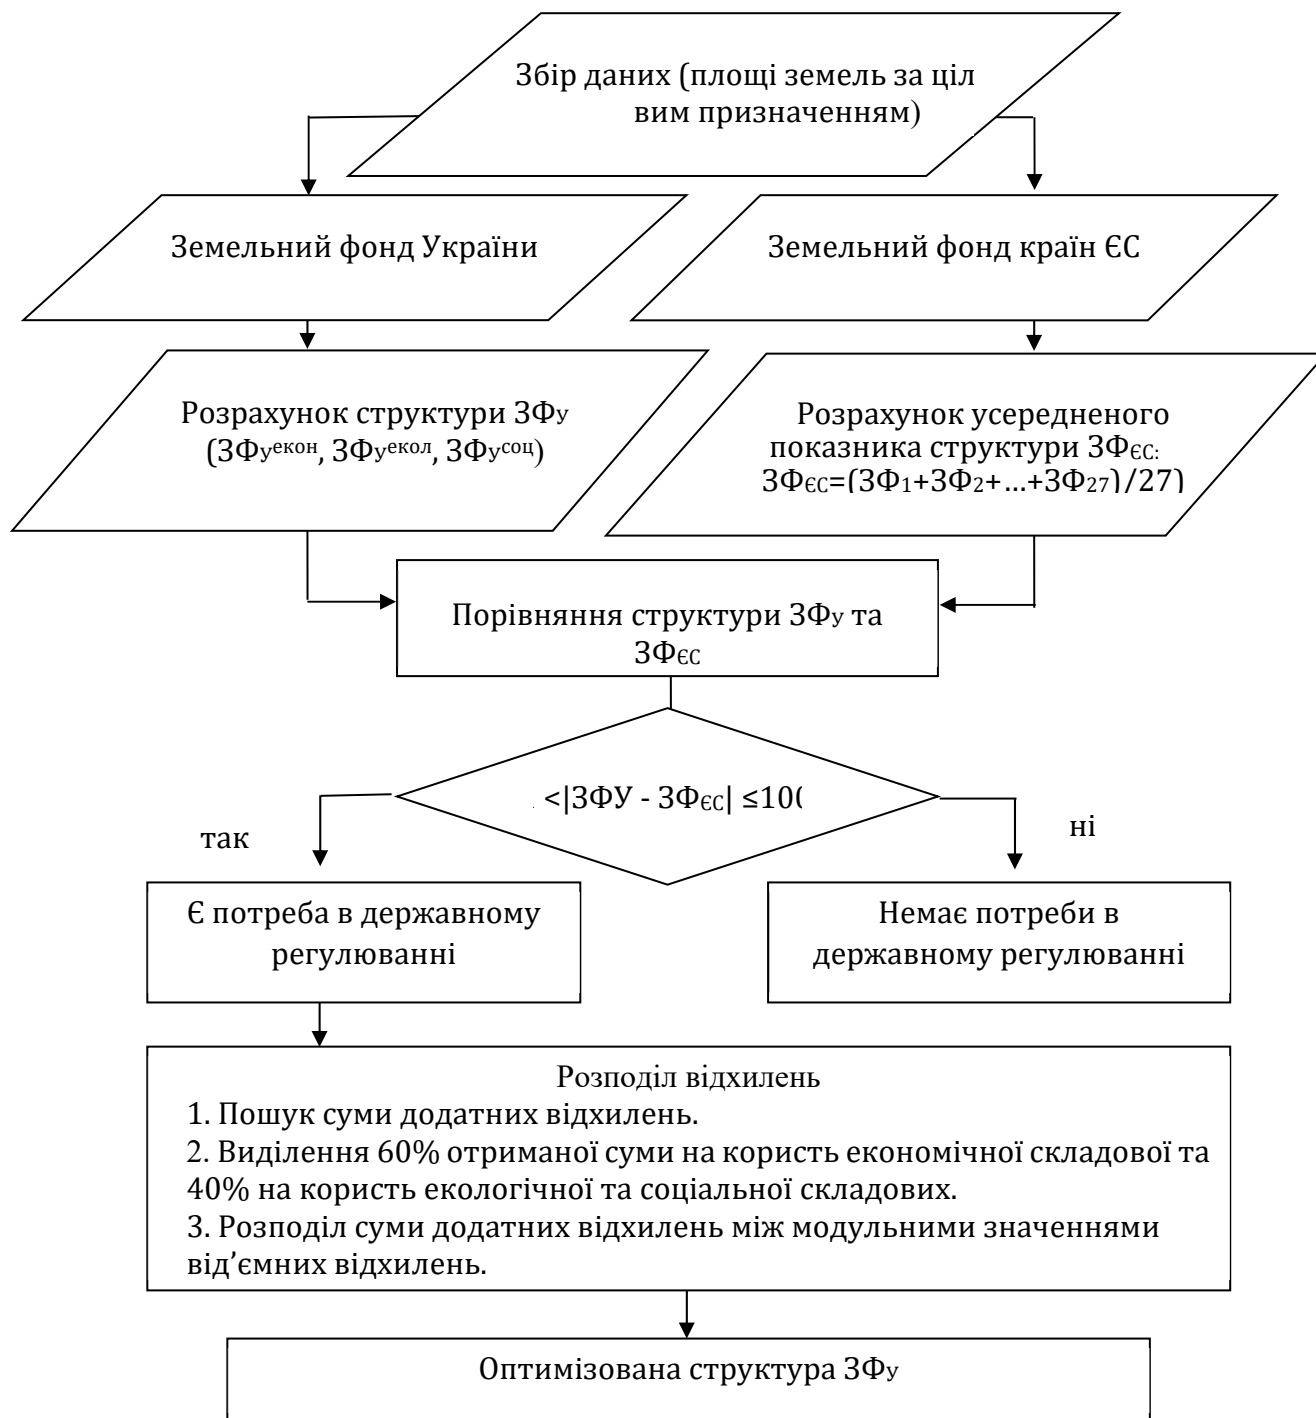 Збір даних (площі земель за ціл
вим призначенням)
Земельний фонд України
Земельний фонд країн ЄС
Розрахунок структури ЗФУ
(ЗФУекон, ЗФУекол, ЗФУсоц)
Розрахунок усередненого
показника структури ЗФЄС:
ЗФЄС=(ЗФ1+ЗФ2+...+ЗФ27)/27)
Порівняння структури ЗФУ та
ЗФЄС
<|ЗФУ - ЗФЄС| ≤100
так
ні
Є потреба в державному
регулюванні
Немає потреби в
державному регулюванні
Розподіл відхилень
1. Пошук суми додатних відхилень.
2. Виділення 60% отриманої суми на користь економічної складової та
40% на користь екологічної та соціальної складових.
3. Розподіл суми додатних відхилень між модульними значеннями
від’ємних відхилень.
Оптимізована структура ЗФУ